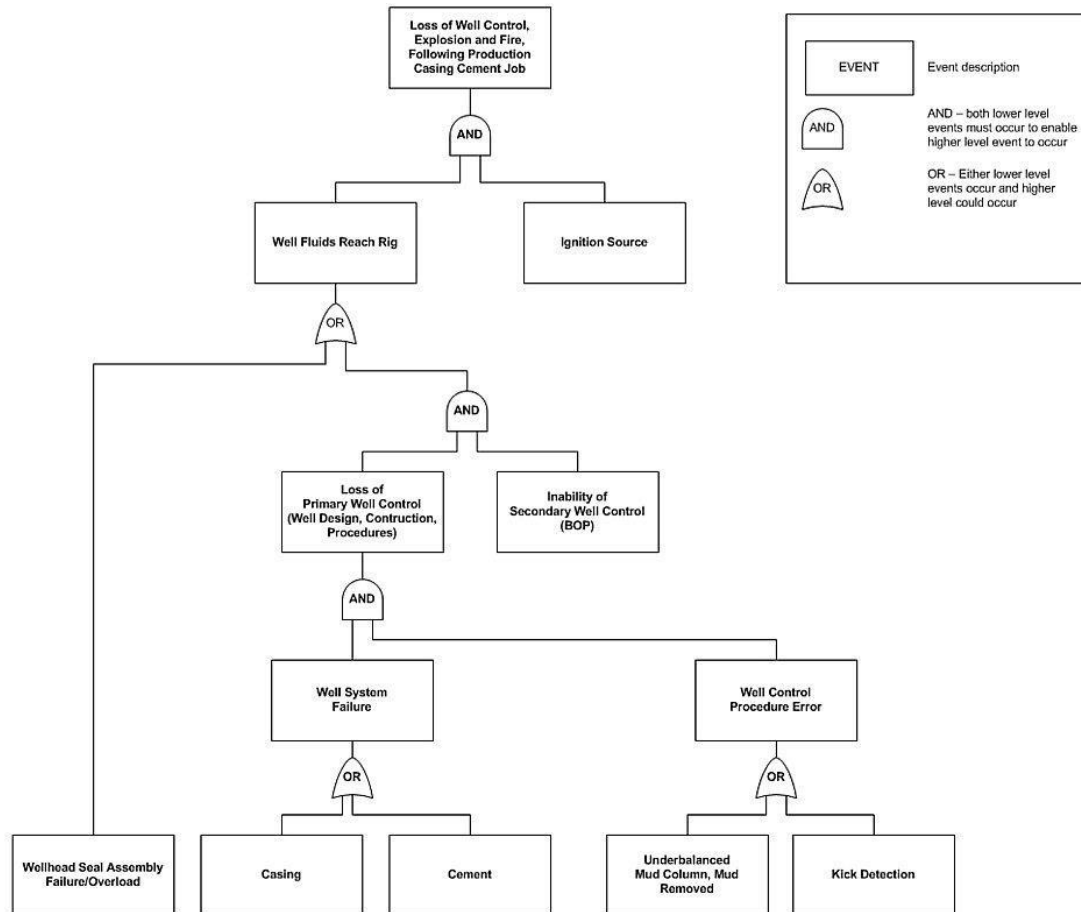 Loss of Well Control,
Explosion and Fire,
Following Production
Casing Cement Job
EVENT
Event description
AND
AND – both lower level
events must occur to enable
higher level event to occur
OR
OR – Either lower level
events occur and higher
level could occur
AND
Well Fluids Reach Rig
Ignition Source
OR
AND
Loss of
Primary Well Control
(Well Design, Contruction,
Procedures)
Inability of
Secondary Well Control
(BOP)
AND
Well System
Failure
Well Control
Procedure Error
OR
OR
Wellhead Seal Assembly
Failure/Overload
Casing
Cement
Underbalanced
Mud Column, Mud
Removed
Kick Detection